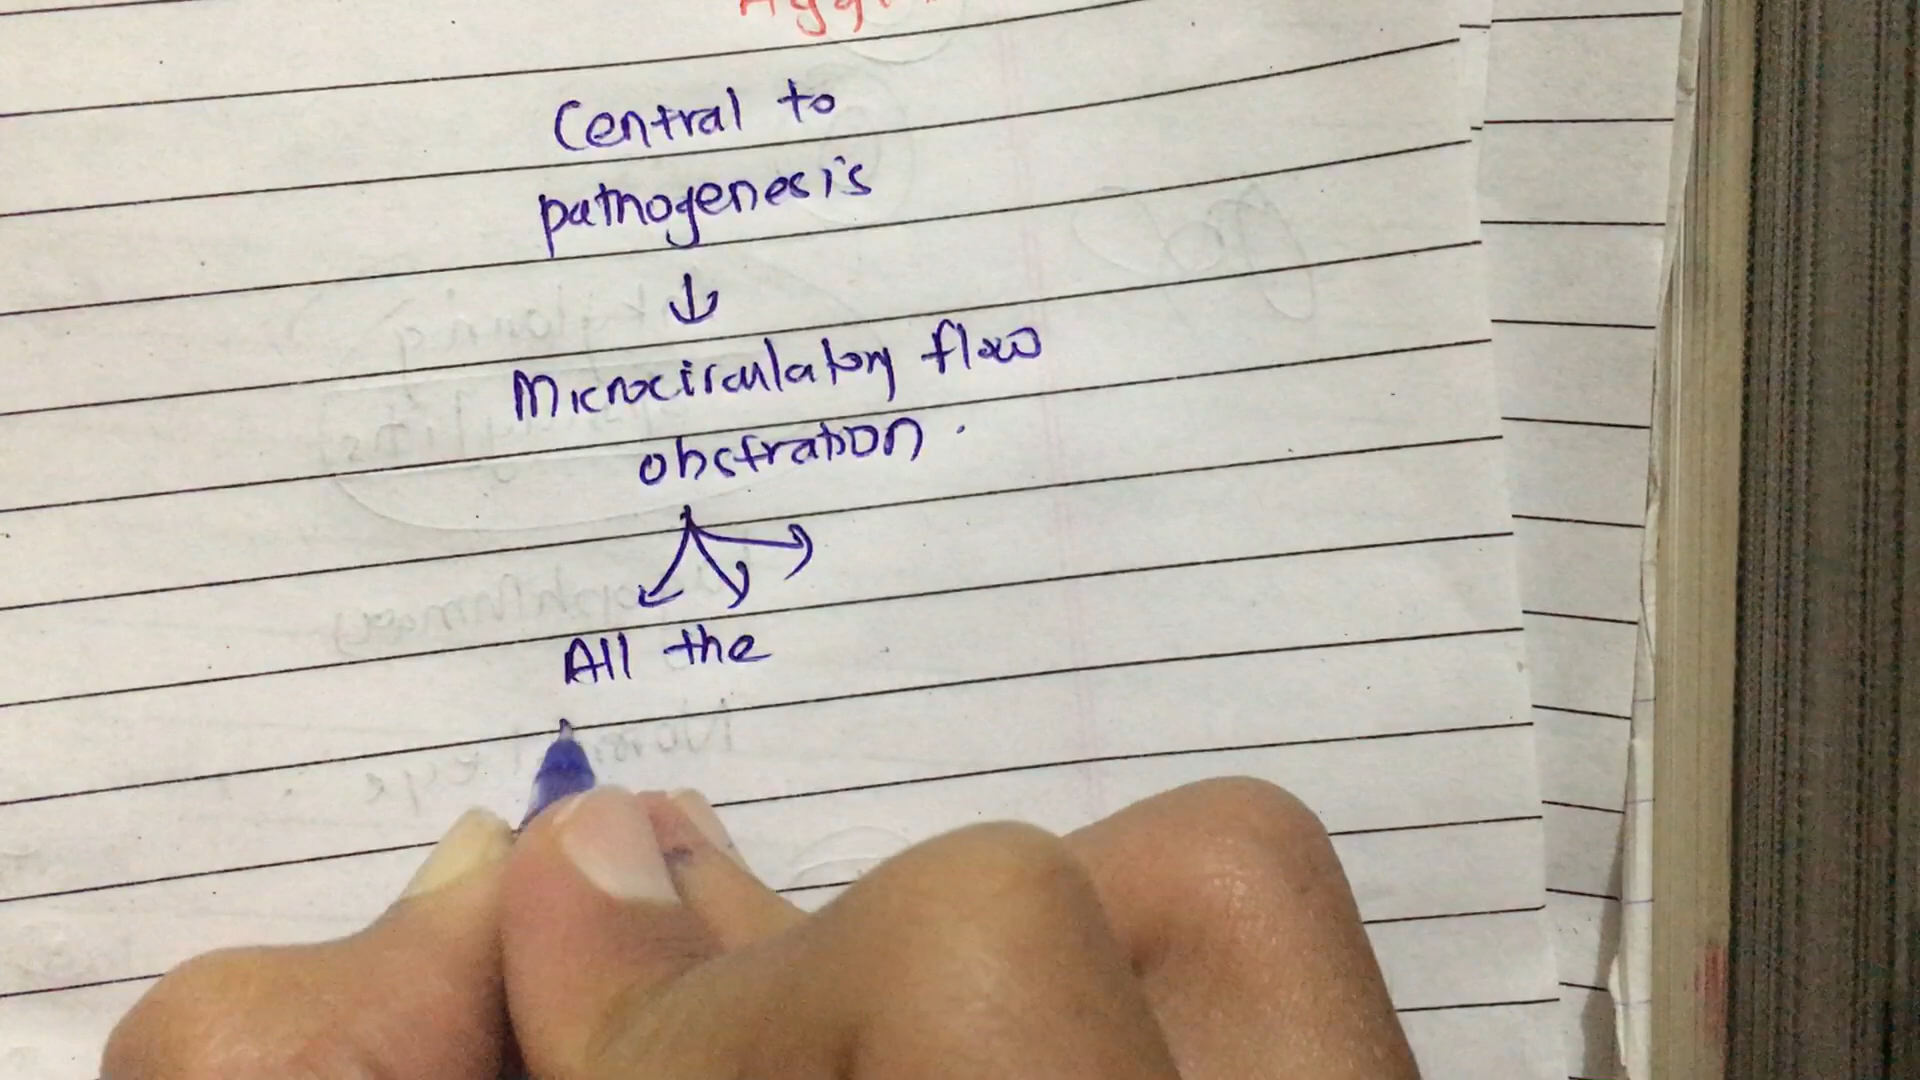 Central to
pathogenesis
↓
Microcirculatory flow
obstration.
All the